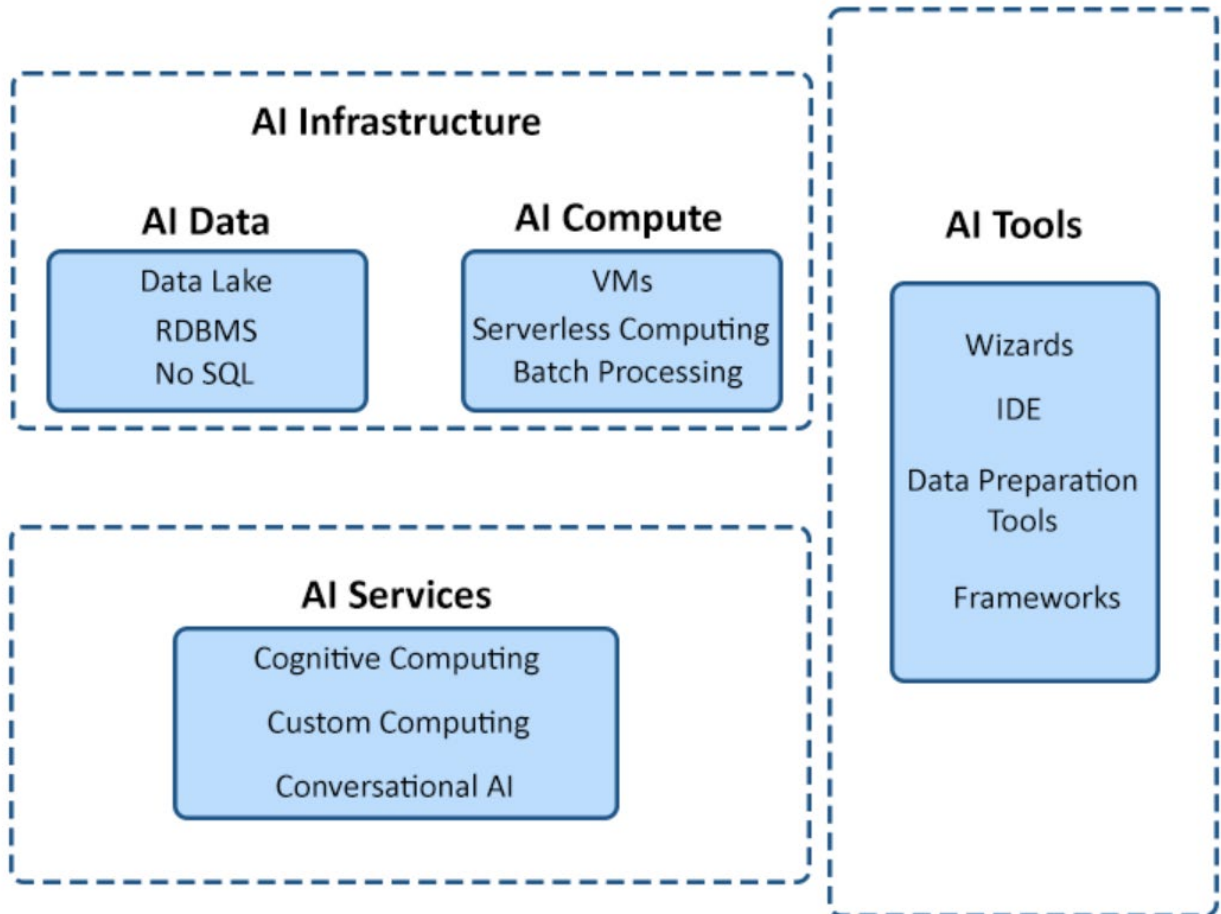 AI Infrastructure
AI Data
Data Lake
RDBMS
No SQL
AI Compute
VMs
Serverless Computing
Batch Processing
AI Services
Cognitive Computing
Custom Computing
Conversational AI
AI Tools
Wizards
IDE
Data Preparation
Tools
Frameworks